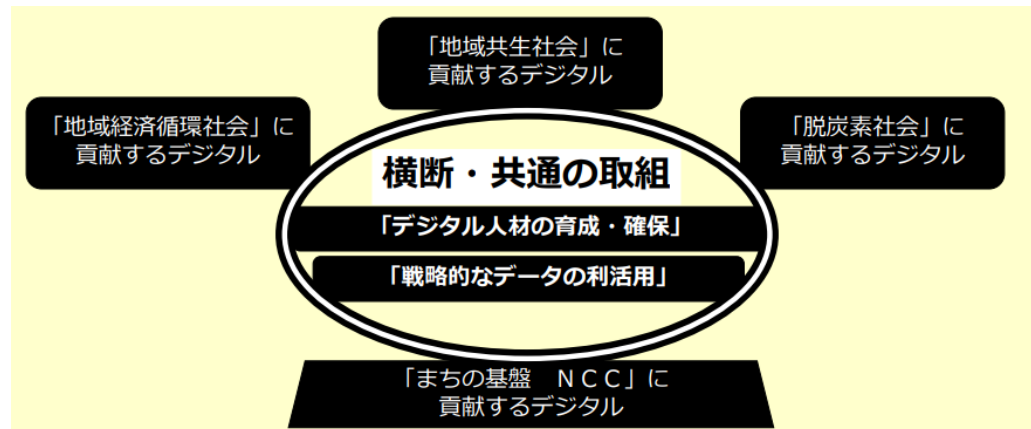 「地域共生社会」に
貢献するデジタル
「地域経済循環社会」に
貢献するデジタル
「脱炭素社会」に
貢献するデジタル
横断・共通の取組
「デジタル人材の育成・確保」
「戦略的なデータの利活用」
「まちの基盤　ＮＣＣ」に
貢献するデジタル